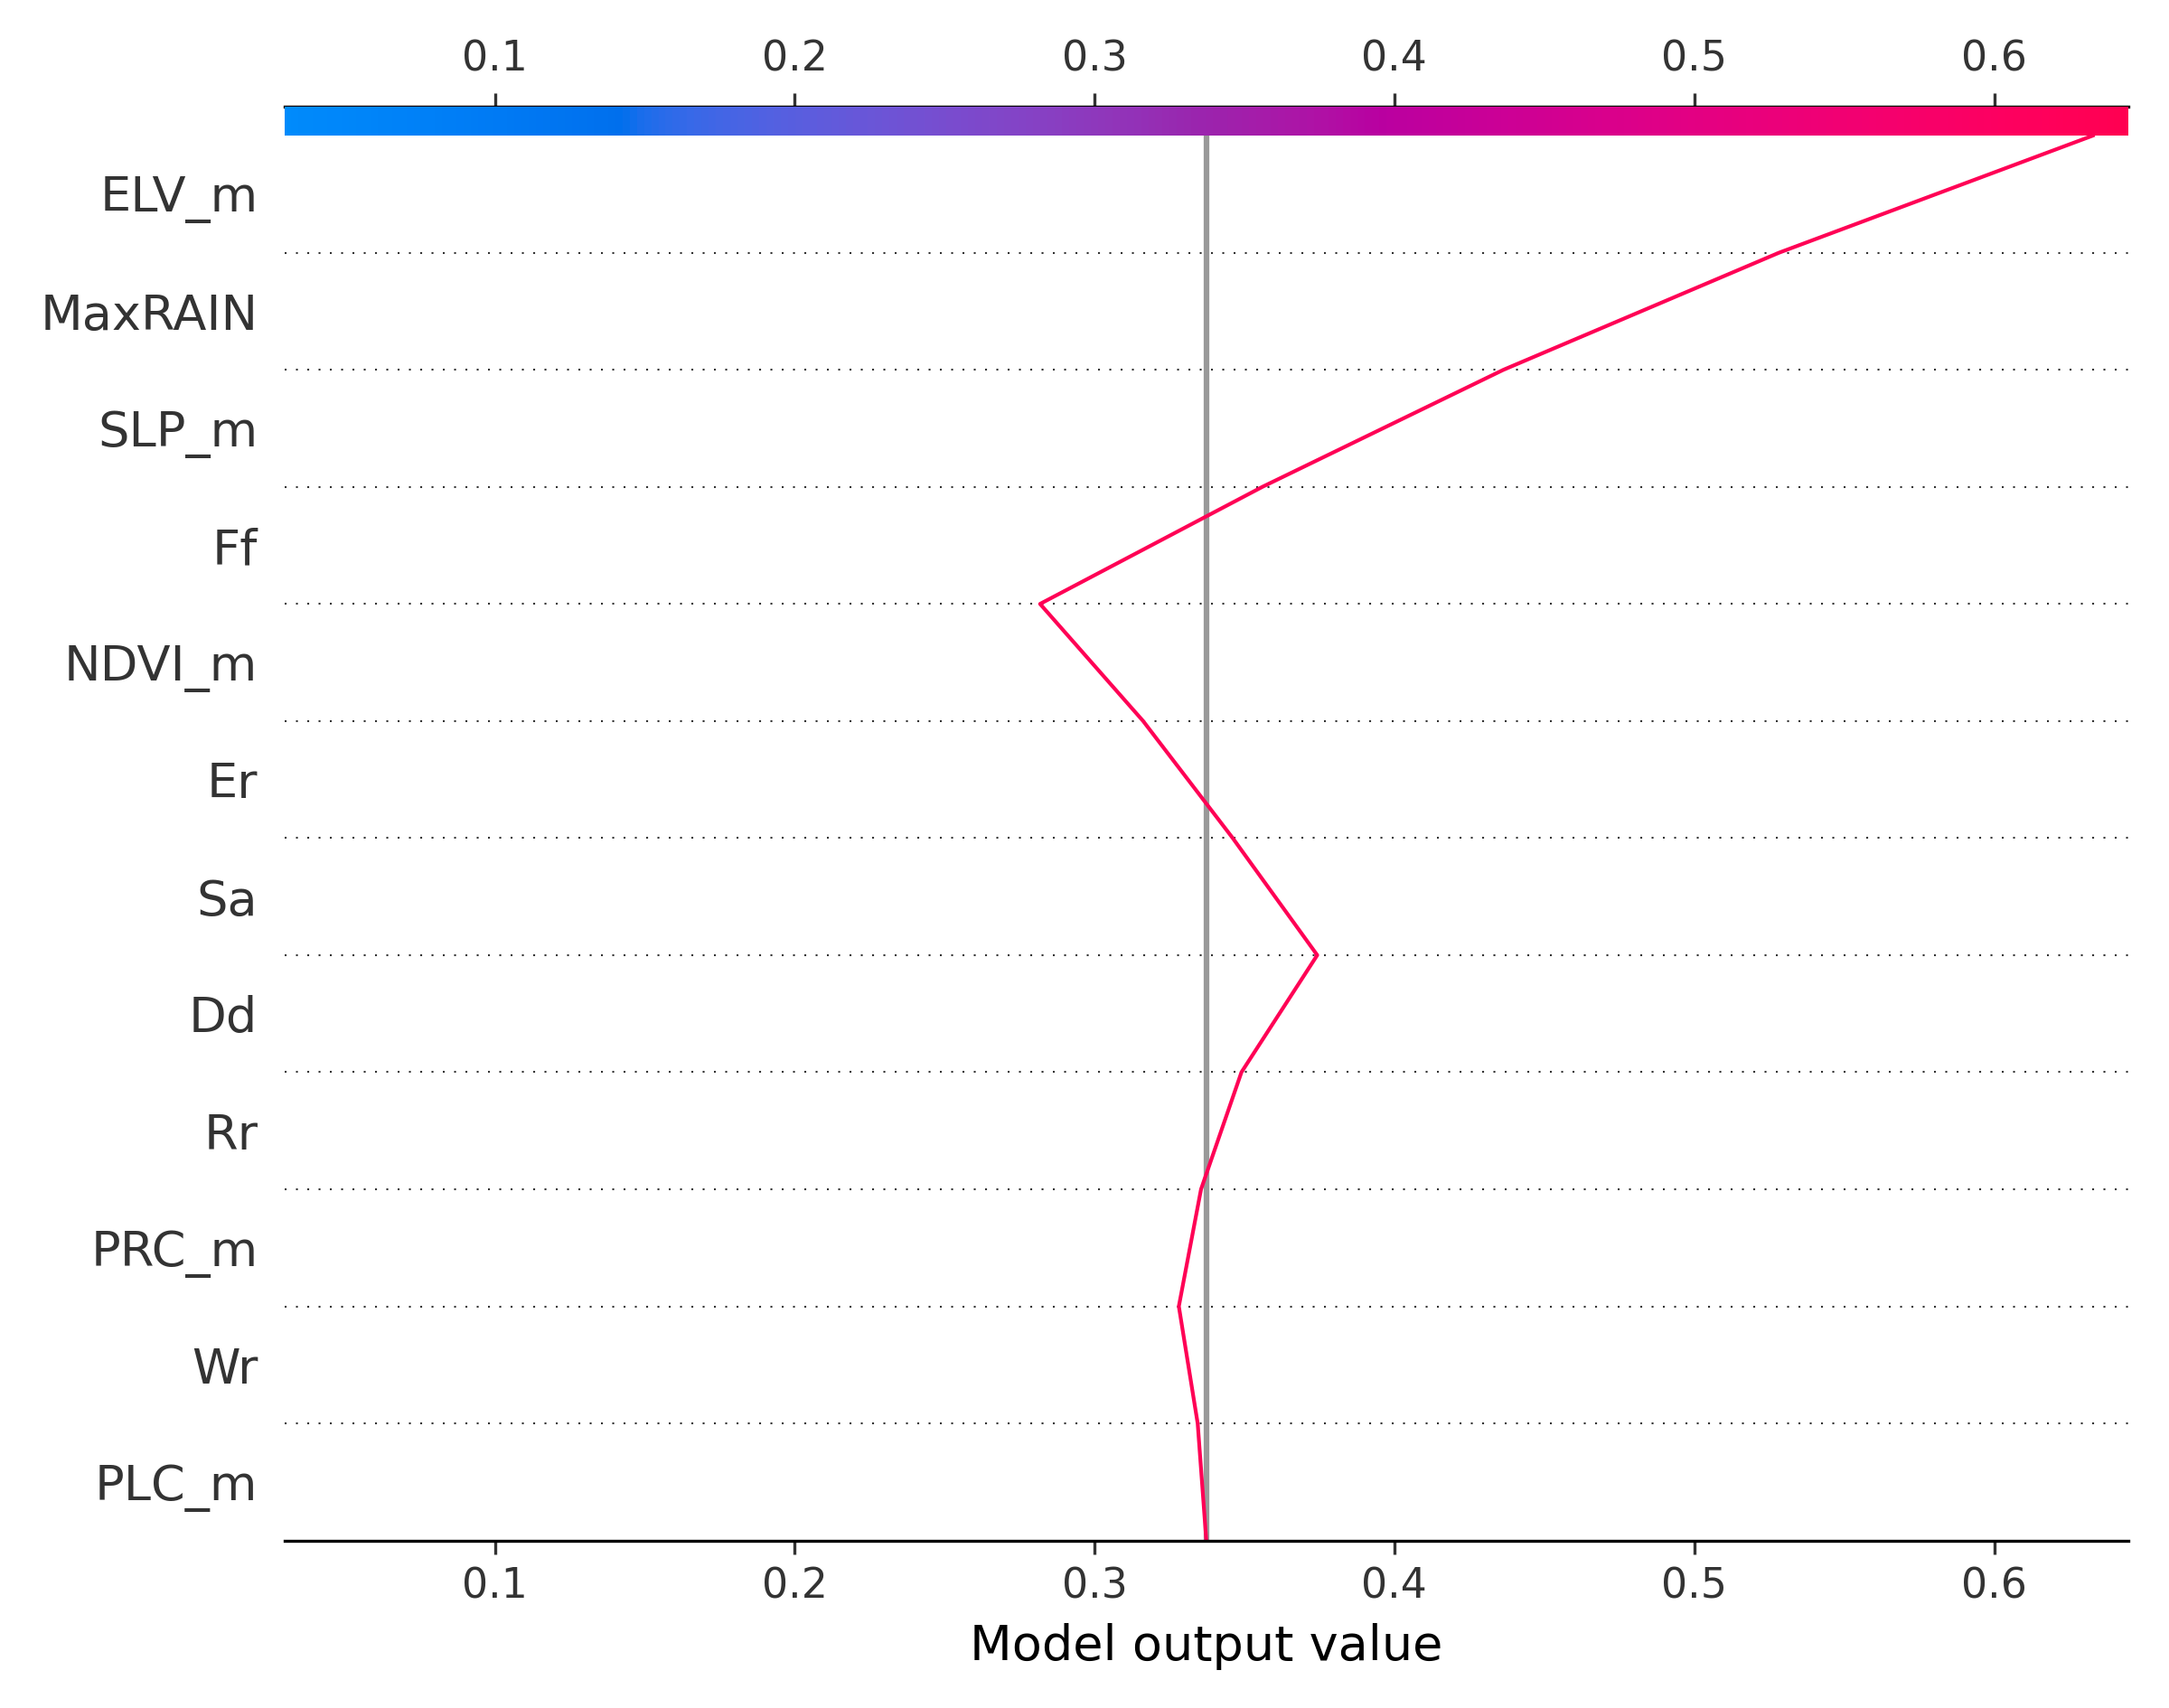 0.1 0.2 0.3 0.4 0.5 0.6
ELV_m
MaxRAIN
SLP_m
Ff
NDVI_m
Er
Sa
Dd
Rr
PRC_m
Wr
PLC_m
0.1 0.2 0.3 0.4 0.5 0.6
Model output value